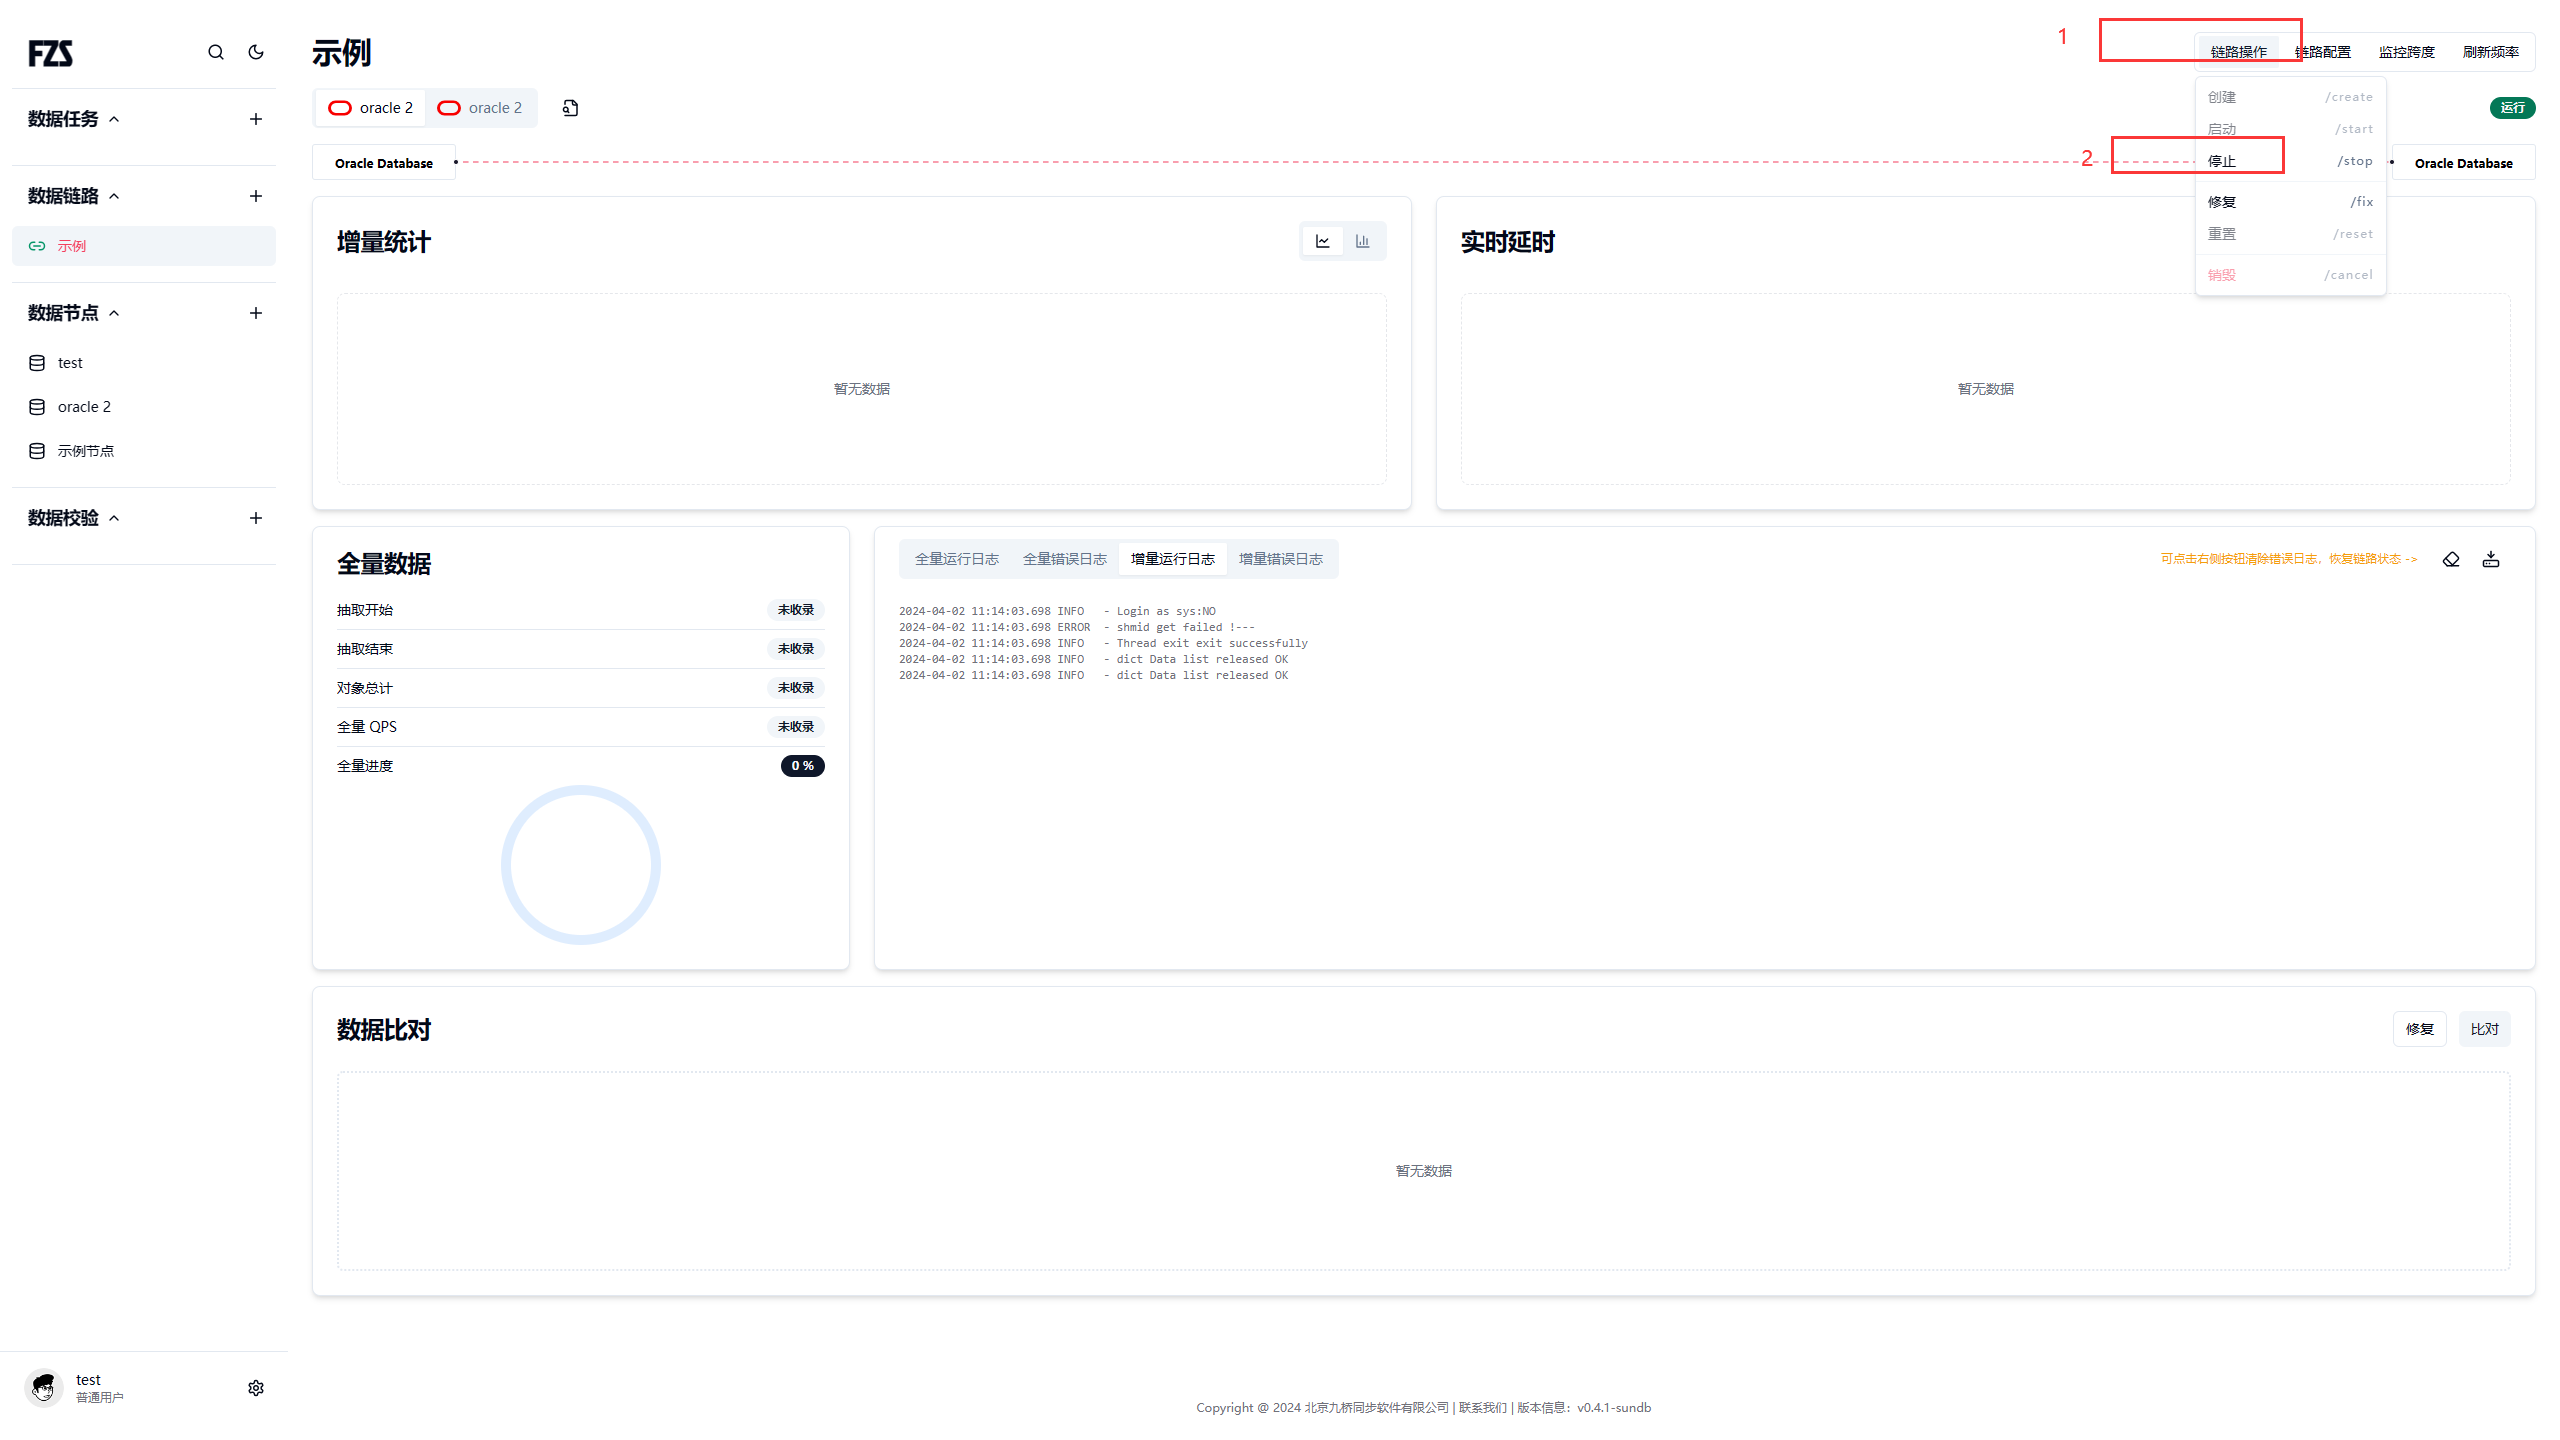 FZS
数据任务
数据链路
示例
数据节点
test
oracle 2
示例节点
数据校验
test
普通用户
示例
1
链路操作 链路配置 监控跨度 刷新频率
oracle 2 oracle 2
运行
创建 /create
启动 /start
2
停止 /stop
修复 /fix
重置 /reset
销毁 /cancel
Oracle Database
Oracle Database
增量统计
暂无数据
实时延时
暂无数据
全量数据
抽取开始 未收录
抽取结束 未收录
对象总计 未收录
全量 QPS 未收录
全量进度 0 %
全量运行日志 全量错误日志 增量运行日志 增量错误日志
可点击右侧按钮清除错误日志，恢复链路状态 ->
2024-04-02 11:14:03.698 INFO - Login as sys:NO
2024-04-02 11:14:03.698 ERROR - shmid get failed !---
2024-04-02 11:14:03.698 INFO - Thread exit exit successfully
2024-04-02 11:14:03.698 INFO - dict Data list released OK
2024-04-02 11:14:03.698 INFO - dict Data list released OK
数据比对
修复 比对
暂无数据
Copyright @ 2024 北京九桥同步软件有限公司 | 联系我们 | 版本信息：v0.4.1-sundb